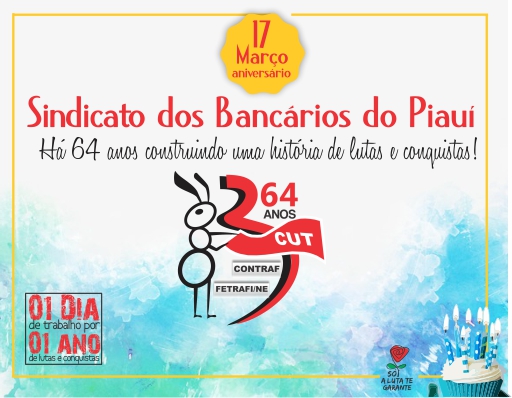 17
Março
aniversário
Sindicato dos Bancários do Piauí
Há 64 anos construindo uma história de lutas e conquistas!
64
ANOS
CUT
CONTRAF
FETRAFI/NE
01 DIA
de trabalho por
01 ANO
de lutas e conquistas
SÓ
A LUTA TE
GARANTE